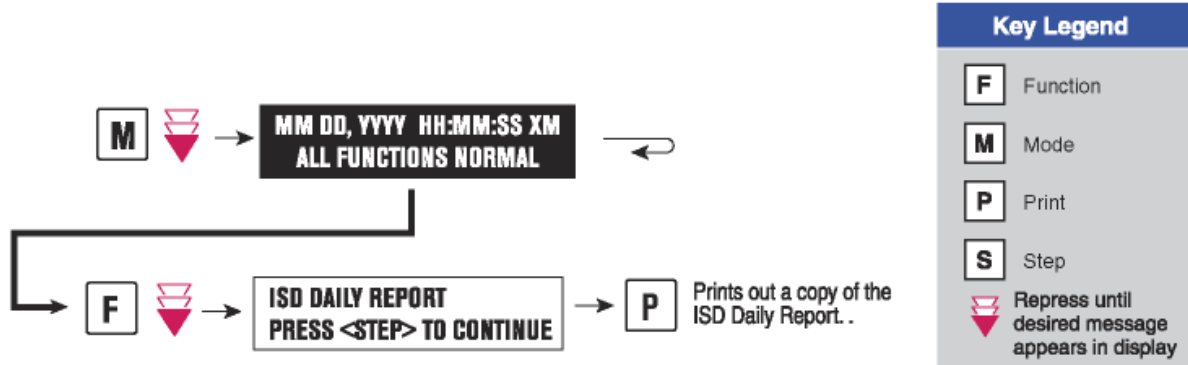 M
MM DD, YYYY HH:MM:SS XM
ALL FUNCTIONS NORMAL
F
ISD DAILY REPORT
PRESS <STEP> TO CONTINUE
P
Prints out a copy of the
ISD Daily Report. .
Key Legend
F Function
M Mode
P Print
S Step
Repress until
desired message
appears in display